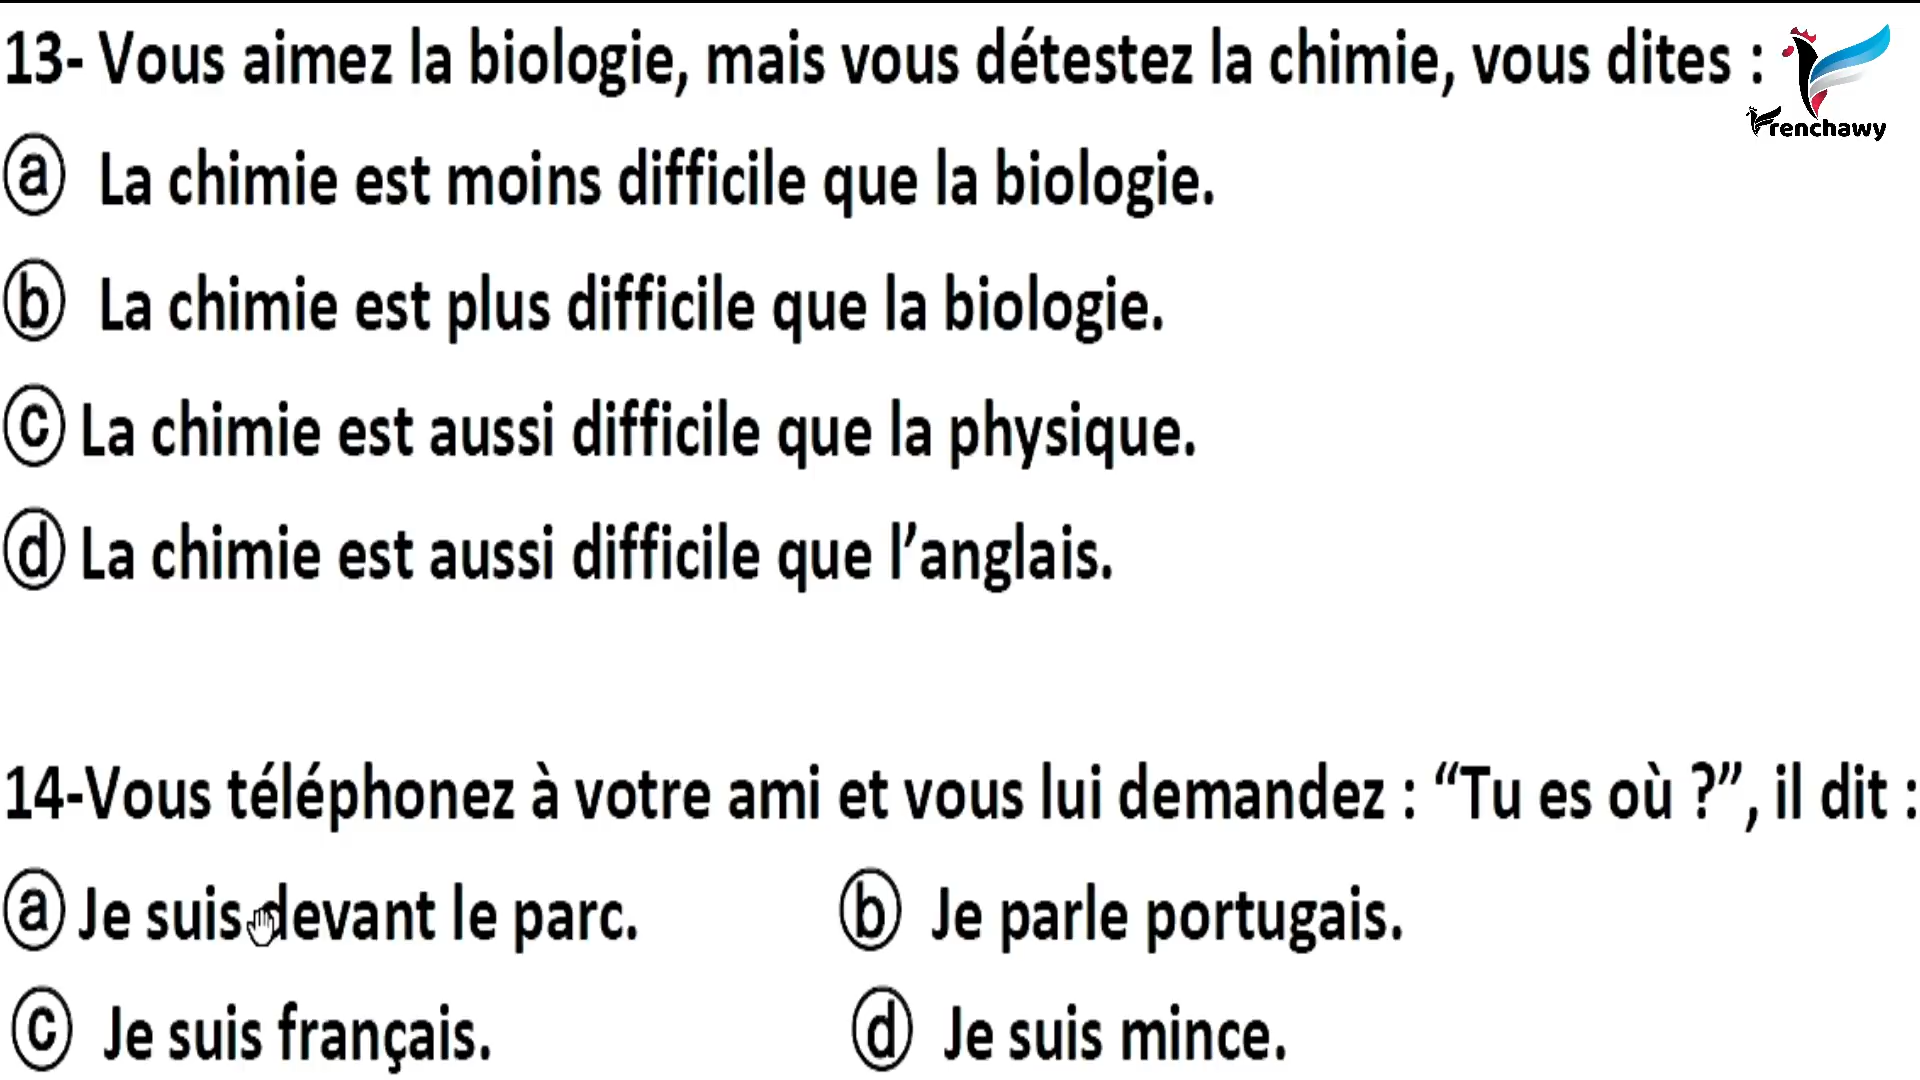 13- Vous aimez la biologie, mais vous détestez la chimie, vous dites :
Frenchawy
ⓐ La chimie est moins difficile que la biologie.
ⓑ La chimie est plus difficile que la biologie.
ⓒ La chimie est aussi difficile que la physique.
ⓓ La chimie est aussi difficile que l’anglais.
14-Vous téléphonez à votre ami et vous lui demandez : “Tu es où ?”, il dit :
ⓐ Je suis devant le parc. ⓑ Je parle portugais.
ⓒ Je suis français. ⓓ Je suis mince.